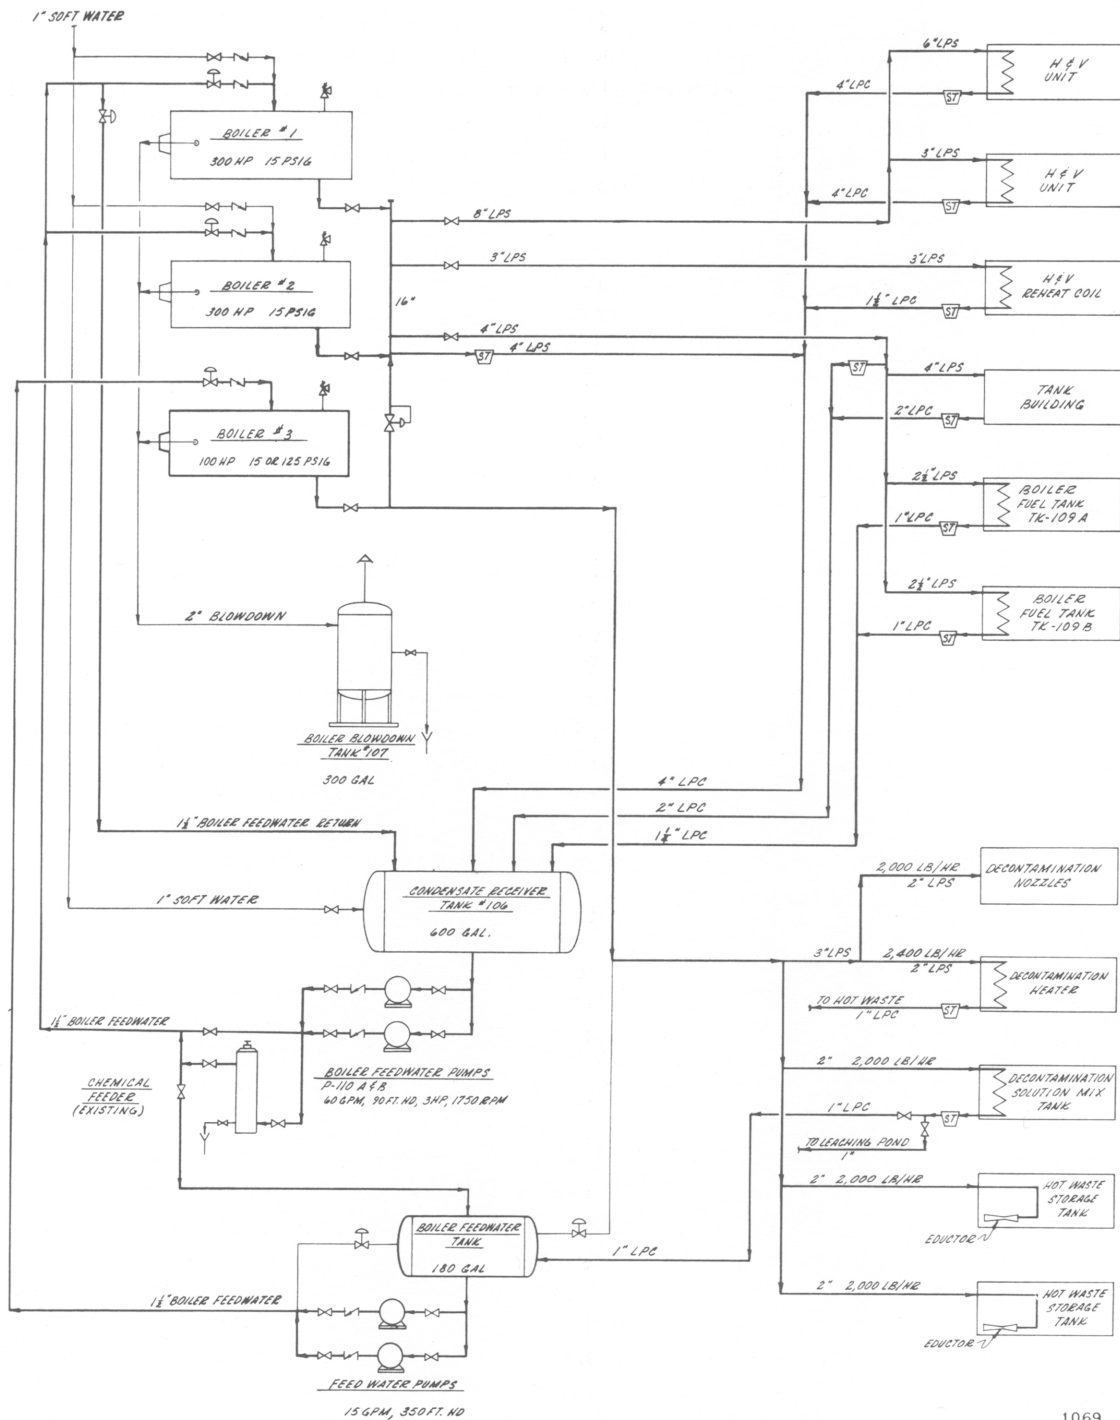 1" SOFT WATER
6" LPS
H & V
UNIT
4" LPC
ST
BOILER #1
300 HP 15 PSIG
3" LPS
H & V
UNIT
4" LPC
ST
8" LPS
3" LPS
3" LPS
H & V
REHEAT COIL
BOILER #2
300 HP 15 PSIG
16"
1½" LPC
ST
4" LPS
ST
4" LPS
ST
4" LPS
TANK
BUILDING
2" LPC
ST
BOILER #3
100 HP 15 OR 125 PSIG
2½" LPS
BOILER
FUEL TANK
TK-109A
1" LPC
ST
2½" LPS
BOILER
FUEL TANK
TK-109B
1" LPC
ST
2" BLOWDOWN
BOILER BLOWDOWN
TANK #107
300 GAL
4" LPC
2" LPC
1½" BOILER FEEDWATER RETURN
1½" LPC
2,000 LB/HR
2" LPS
DECONTAMINATION
NOZZLES
1" SOFT WATER
CONDENSATE RECEIVER
TANK #106
600 GAL.
3" LPS
2,400 LB/HR
2" LPS
DECONTAMINATION
HEATER
TO HOT WASTE
1" LPC
ST
1½" BOILER FEEDWATER
BOILER FEEDWATER PUMPS
P-110 A & B
60 GPM, 90 FT. HD, 3HP, 1750 RPM
CHEMICAL
FEEDER
(EXISTING)
2" 2,000 LB/HR
DECONTAMINATION
SOLUTION MIX
TANK
1" LPC
ST
TO LEACHING POND
1"
2" 2,000 LB/HR
HOT WASTE
STORAGE
TANK
EDUCTOR
BOILER FEEDWATER
TANK
180 GAL
1" LPC
2" 2,000 LB/HR
HOT WASTE
STORAGE
TANK
EDUCTOR
1½" BOILER FEEDWATER
FEED WATER PUMPS
15 GPM, 350 FT. HD
1069